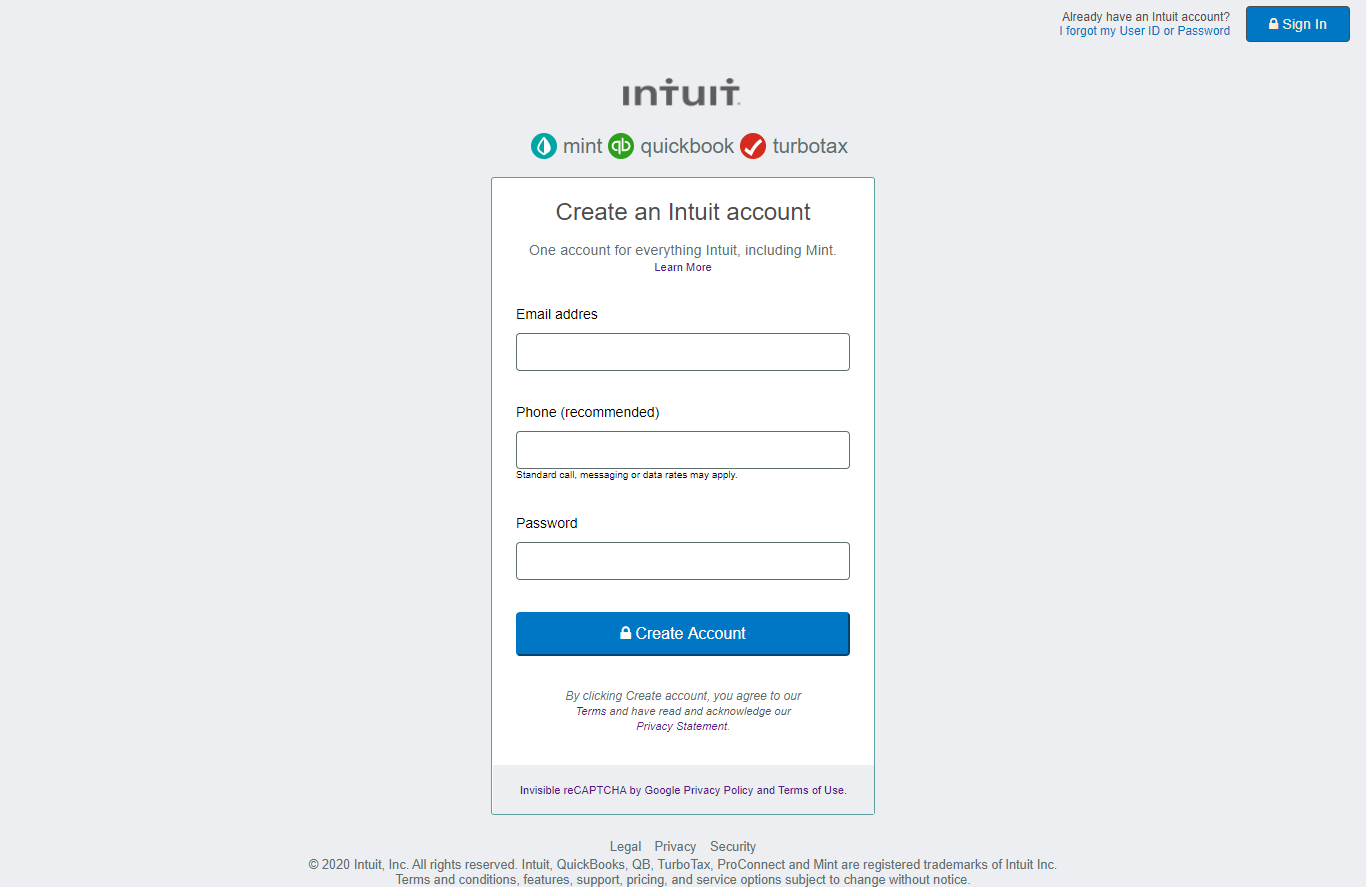 Already have an Intuit account?
I forgot my User ID or Password
Sign In
INTUIT.
mint qb quickbook turbotax
Create an Intuit account
One account for everything Intuit, including Mint.
Learn More
Email addres
Phone (recommended)
Standard call, messaging or data rates may apply.
Password
Create Account
By clicking Create account, you agree to our
Terms and have read and acknowledge our
Privacy Statement.
Invisible reCAPTCHA by Google Privacy Policy and Terms of Use.
Legal Privacy Security
© 2020 Intuit, Inc. All rights reserved. Intuit, QuickBooks, QB, TurboTax, ProConnect and Mint are registered trademarks of Intuit Inc.
Terms and conditions, features, support, pricing, and service options subject to change without notice.